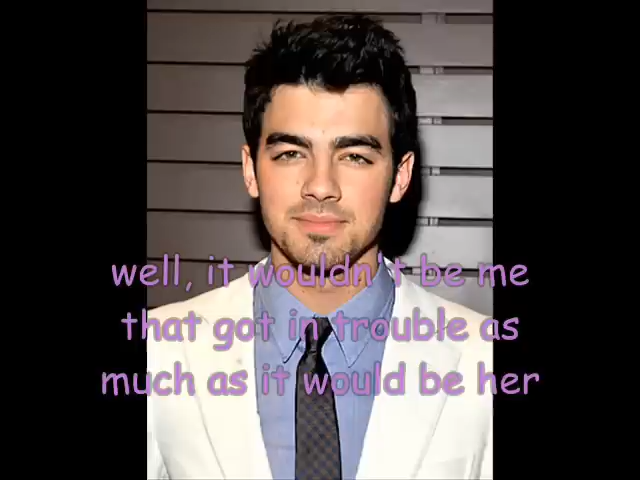 well, it wouldn't be me
that got in trouble as
much as it would be her